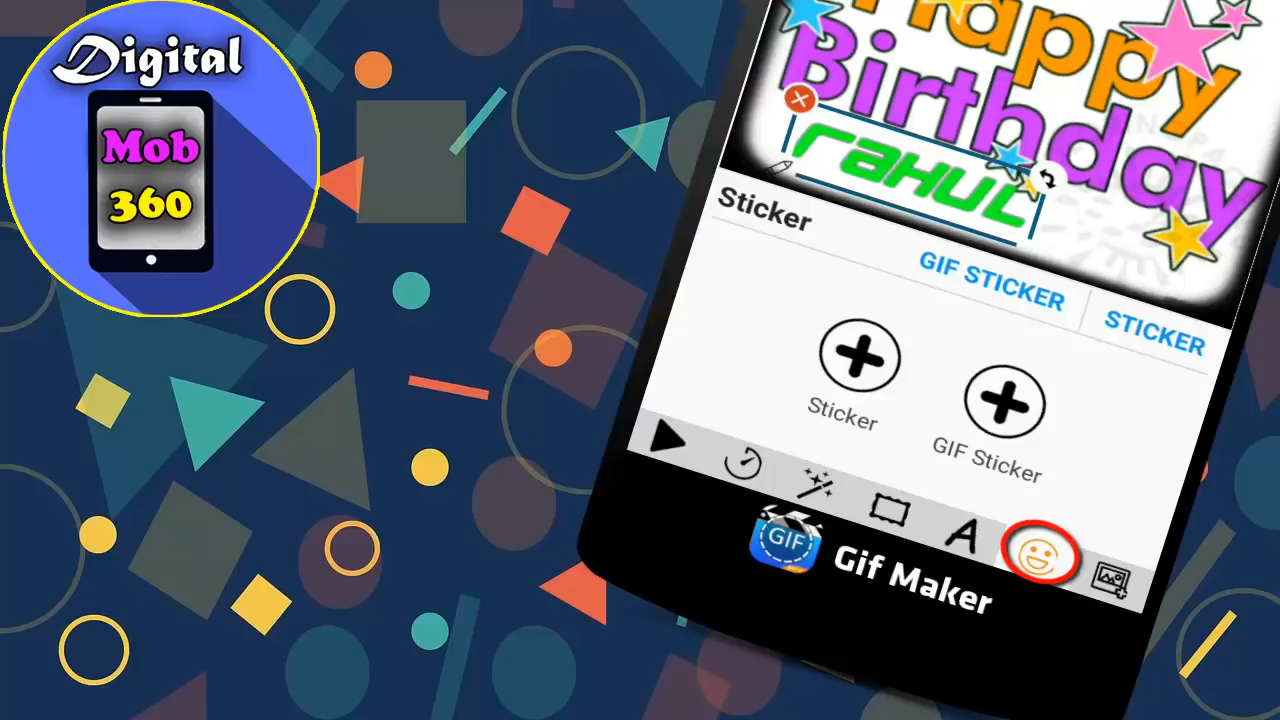 Digital
Mob
360
Happy
Birthday
RAHUL
Sticker
GIF STICKER
STICKER
Sticker
GIF Sticker
A
GIF
Gif Maker